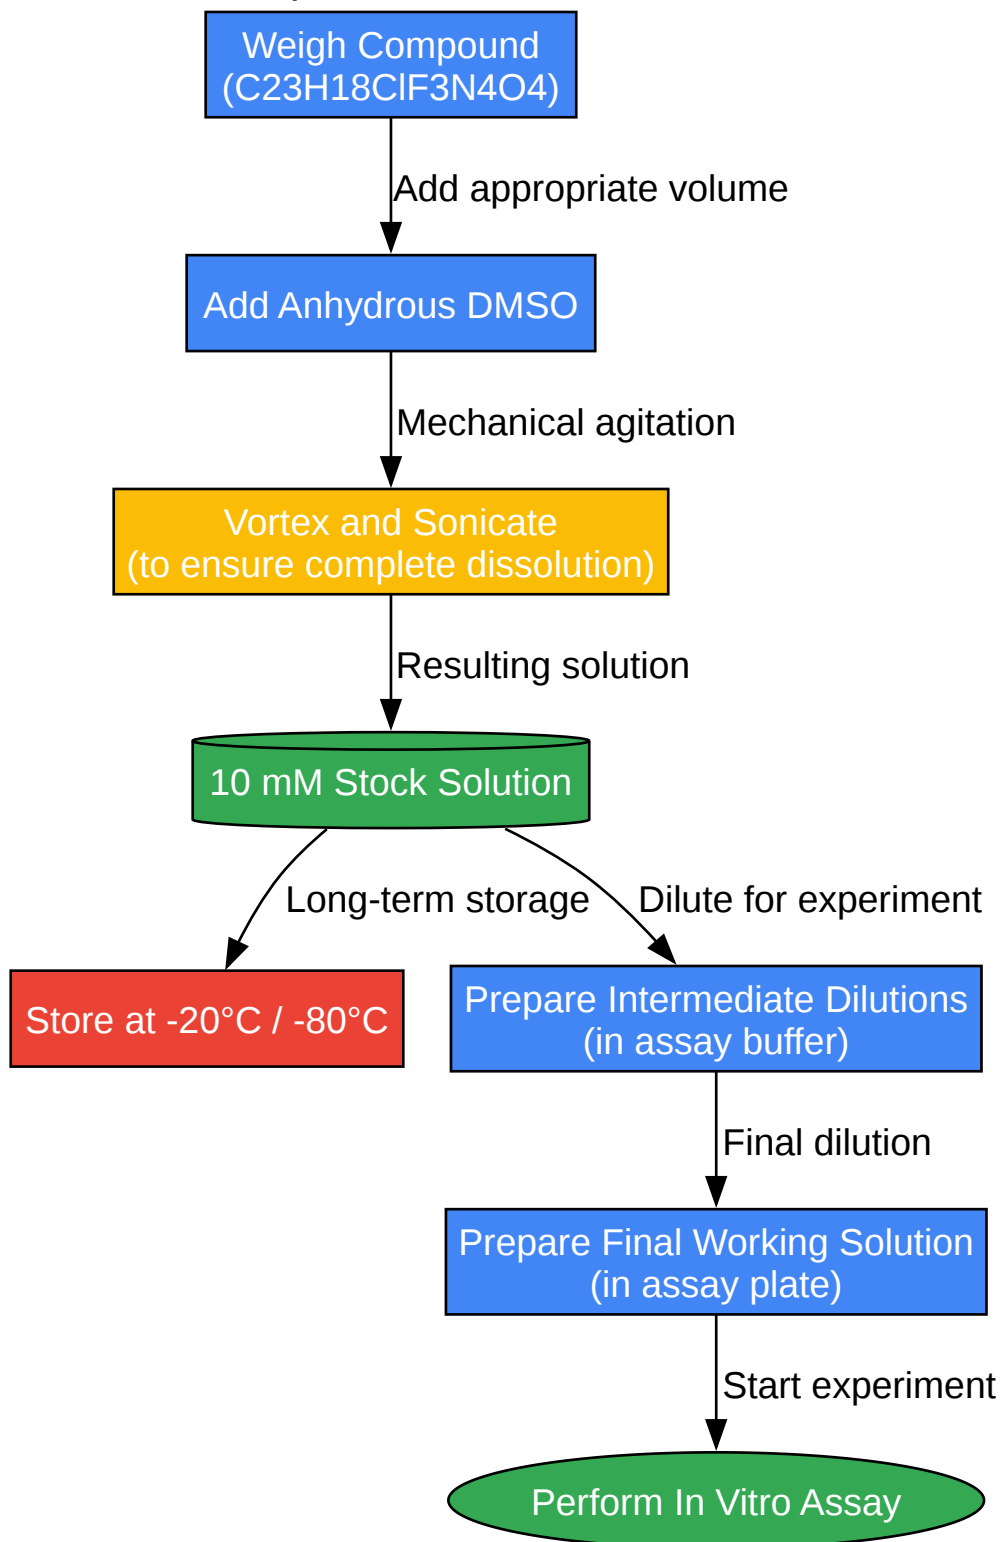 Weigh Compound
(C23H18ClF3N4O4)
Add appropriate volume
Add Anhydrous DMSO
Mechanical agitation
Vortex and Sonicate
(to ensure complete dissolution)
Resulting solution
10 mM Stock Solution
Long-term storage
Dilute for experiment
Store at -20°C / -80°C
Prepare Intermediate Dilutions
(in assay buffer)
Final dilution
Prepare Final Working Solution
(in assay plate)
Start experiment
Perform In Vitro Assay